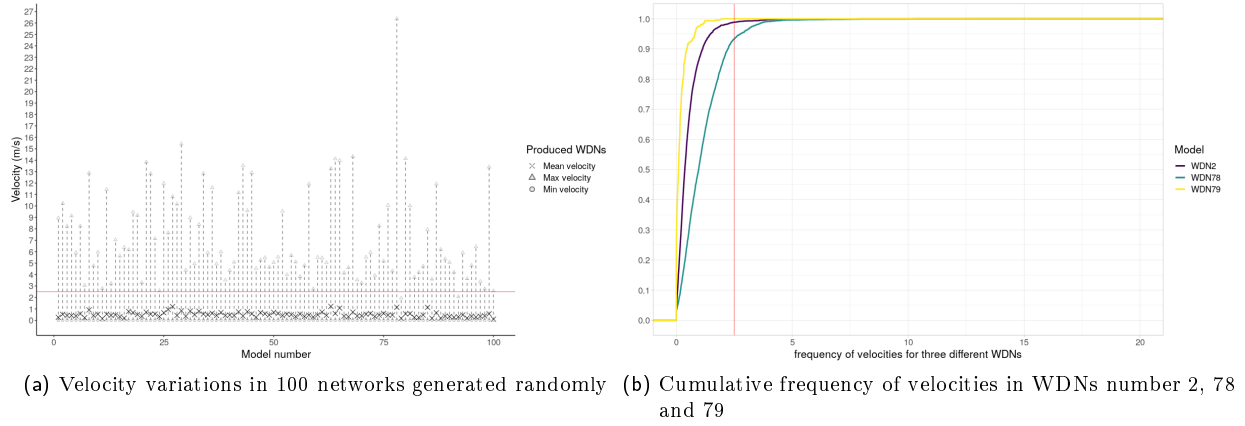 27
26
25
24
23
22
21
20
19
18
17
16
15
14
13
12
11
10
9
8
7
6
5
4
3
2
1
0
Velocity (m/s)
0 25 50 75 100
Model number
Produced WDNs
Mean velocity
Max velocity
Min velocity
(a) Velocity variations in 100 networks generated randomly
1.0
0.9
0.8
0.7
0.6
0.5
0.4
0.3
0.2
0.1
0.0
0 5 10 15 20
frequency of velocities for three different WDNs
Model
WDN2
WDN78
WDN79
(b) Cumulative frequency of velocities in WDNs number 2, 78
and 79